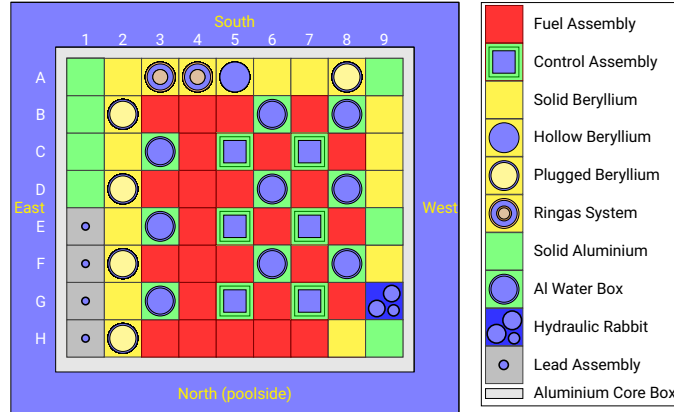 South
1 2 3 4 5 6 7 8 9
A
B
C
D
East
West
E
F
G
H
North (poolside)
Fuel Assembly
Control Assembly
Solid Beryllium
Hollow Beryllium
Plugged Beryllium
Ringas System
Solid Aluminium
Al Water Box
Hydraulic Rabbit
Lead Assembly
Aluminium Core Box